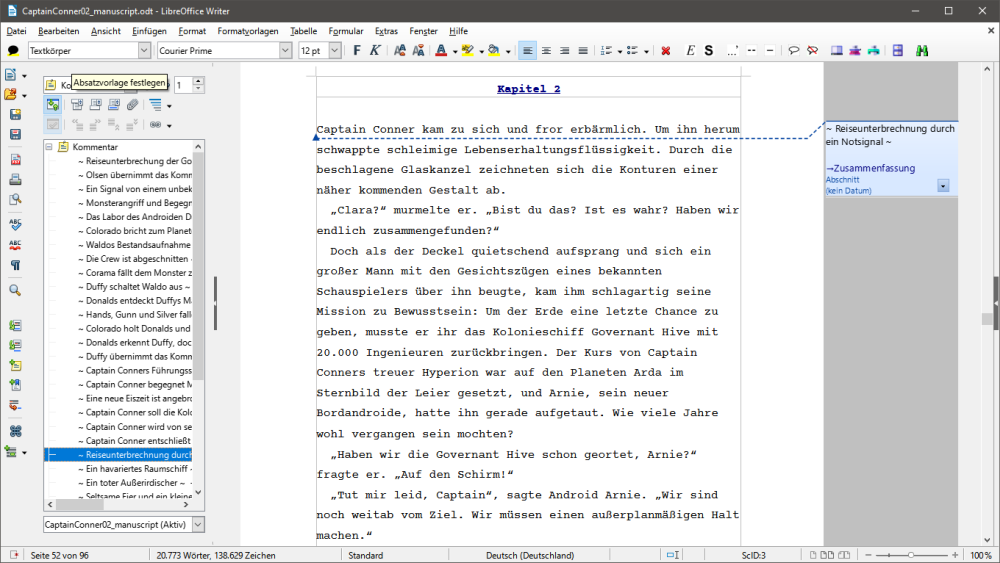 CaptainConner02_manuscript.odt - LibreOffice Writer
Datei Bearbeiten Ansicht Einfügen Format Formatvorlagen Tabelle Formular Extras Fenster Hilfe
Textkörper Courier Prime 12 pt F K
Absatzvorlage festlegen 1
Kommentar
~ Reiseunterbrechung der Go
~ Olsen übernimmt das Komm
~ Ein Signal von einem unbek
~ Monsterangriff und Begegn
~ Das Labor des Androiden D
~ Colorado bricht zum Planet
~ Waldos Bestandsaufnahme
~ Die Crew ist abgeschnitten ~
~ Corama fällt dem Monster z
~ Duffy schaltet Waldo aus ~
~ Donalds entdeckt Duffys M
~ Hands, Gunn und Silver falle
~ Colorado holt Donalds und
~ Donalds erkennt Duffy, doc
~ Duffy übernimmt das Komm
~ Captain Conners Führungss
~ Captain Conner begegnet M
~ Eine neue Eiszeit ist angebro
~ Captain Conner soll die Kolo
~ Captain Conner wird von se
~ Captain Conner entschließt
~ Reiseunterbrechnung durch
~ Ein havariertes Raumschiff ~
~ Ein toter Außerirdischer ~
~ Seltsame Eier und ein kleine
CaptainConner02_manuscript (Aktiv)
Kapitel 2
Captain Conner kam zu sich und fror erbärmlich. Um ihn herum
schwappte schleimige Lebenserhaltungsflüssigkeit. Durch die
beschlagene Glaskanzel zeichneten sich die Konturen einer
näher kommenden Gestalt ab.
„Clara?“ murmelte er. „Bist du das? Ist es wahr? Haben wir
endlich zusammengefunden?“
Doch als der Deckel quietschend aufsprang und sich ein
großer Mann mit den Gesichtszügen eines bekannten
Schauspielers über ihn beugte, kam ihm schlagartig seine
Mission zu Bewusstsein: Um der Erde eine letzte Chance zu
geben, musste er ihr das Kolonieschiff Governant Hive mit
20.000 Ingenieuren zurückbringen. Der Kurs von Captain
Conners treuer Hyperion war auf den Planeten Arda im
Sternbild der Leier gesetzt, und Arnie, sein neuer
Bordandroide, hatte ihn gerade aufgetaut. Wie viele Jahre
wohl vergangen sein mochten?
„Haben wir die Governant Hive schon geortet, Arnie?“
fragte er. „Auf den Schirm!“
„Tut mir leid, Captain“, sagte Android Arnie. „Wir sind
noch weitab vom Ziel. Wir müssen einen außerplanmäßigen Halt
machen.“
~ Reiseunterbrechnung durch
ein Notsignal ~
→Zusammenfassung
Abschnitt
(kein Datum)
Seite 52 von 96 20.773 Wörter, 138.629 Zeichen Standard Deutsch (Deutschland) ScID:3 100%